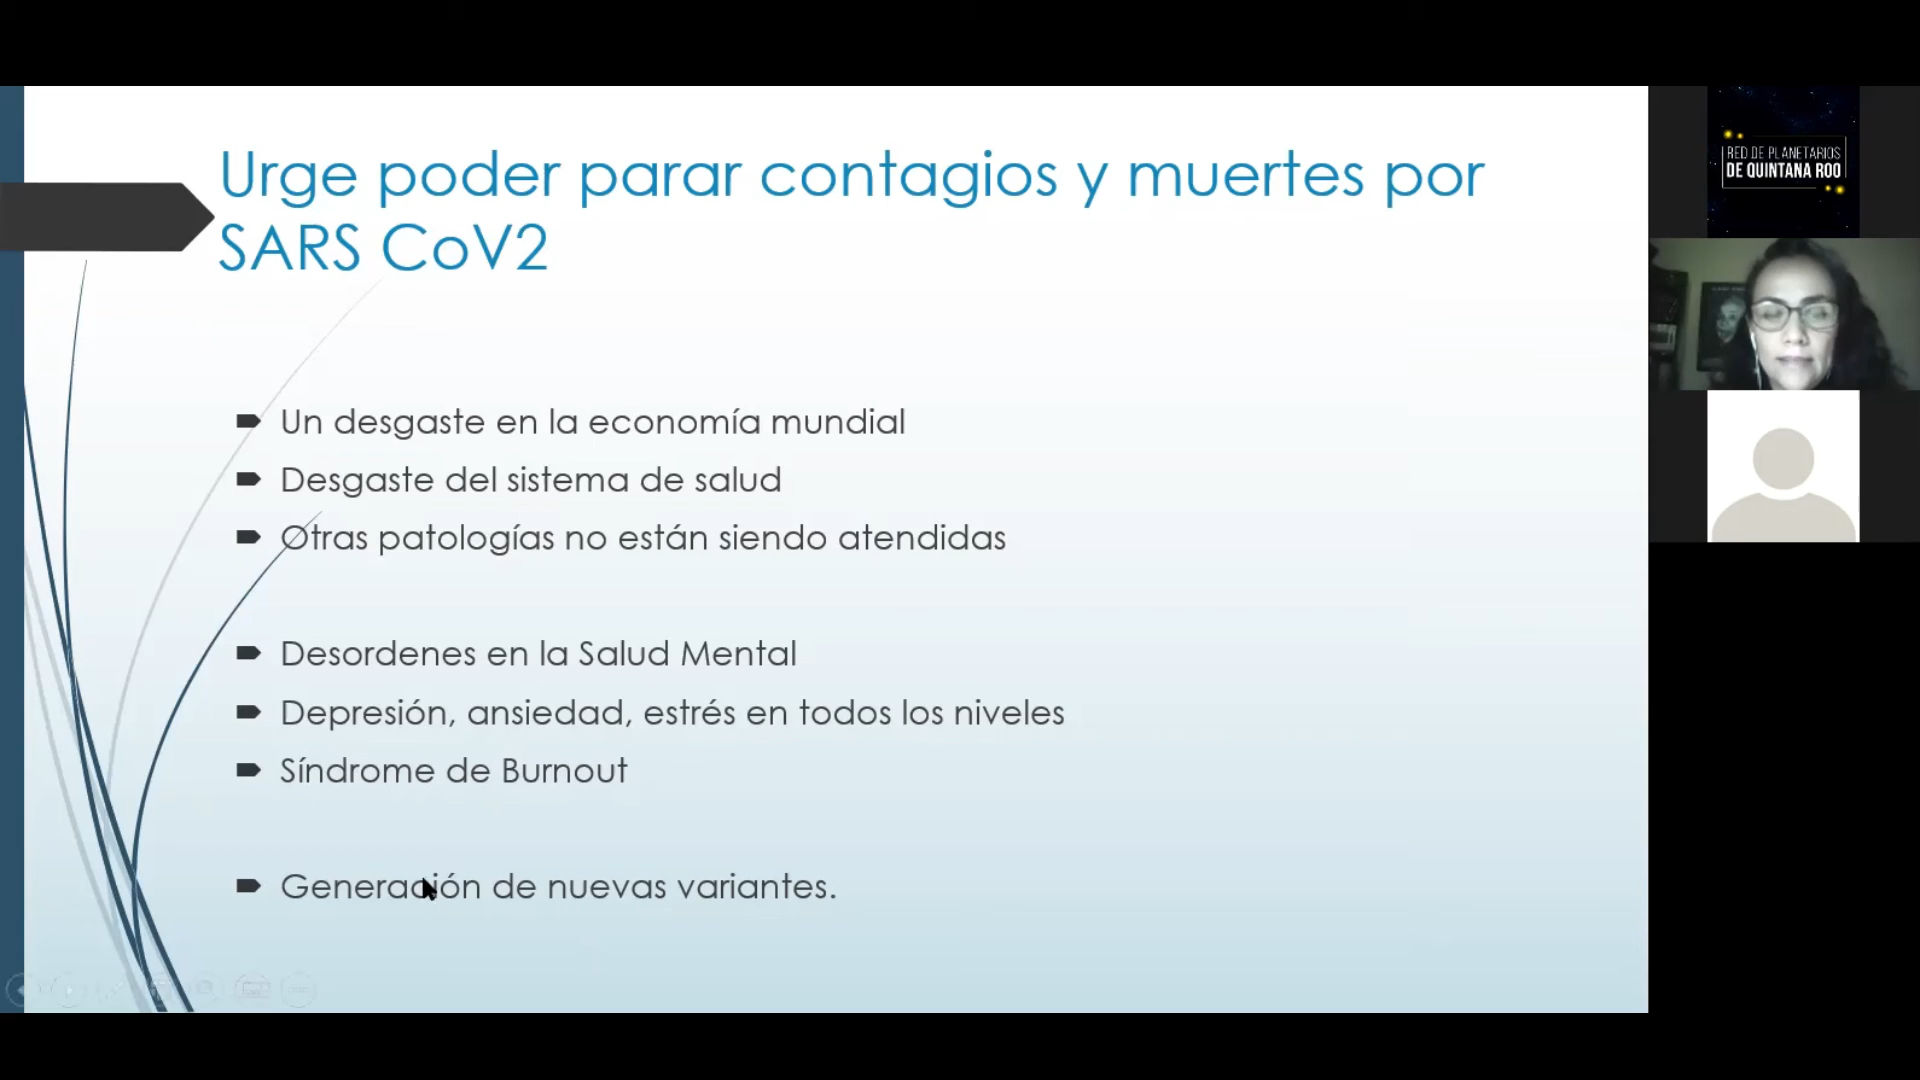 Urge poder parar contagios y muertes por
SARS CoV2
Un desgaste en la economía mundial
Desgaste del sistema de salud
Otras patologías no están siendo atendidas
Desordenes en la Salud Mental
Depresión, ansiedad, estrés en todos los niveles
Síndrome de Burnout
Generación de nuevas variantes.
RED DE PLANETARIOS
DE QUINTANA ROO